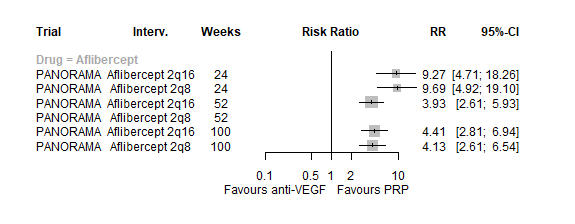 Trial Interv. Weeks Risk Ratio RR 95%-CI
Drug = Aflibercept
PANORAMA Aflibercept 2q16 24 9.27 [4.71; 18.26]
PANORAMA Aflibercept 2q8 24 9.69 [4.92; 19.10]
PANORAMA Aflibercept 2q16 52 3.93 [2.61; 5.93]
PANORAMA Aflibercept 2q8 52
PANORAMA Aflibercept 2q16 100 4.41 [2.81; 6.94]
PANORAMA Aflibercept 2q8 100 4.13 [2.61; 6.54]
0.1 0.5 1 2 10
Favours anti-VEGF Favours PRP